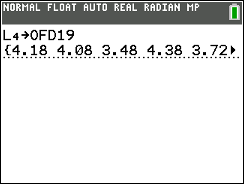 NORMAL FLOAT AUTO REAL RADIAN MP
L₄→OFD19
{4.18 4.08 3.48 4.38 3.72▸